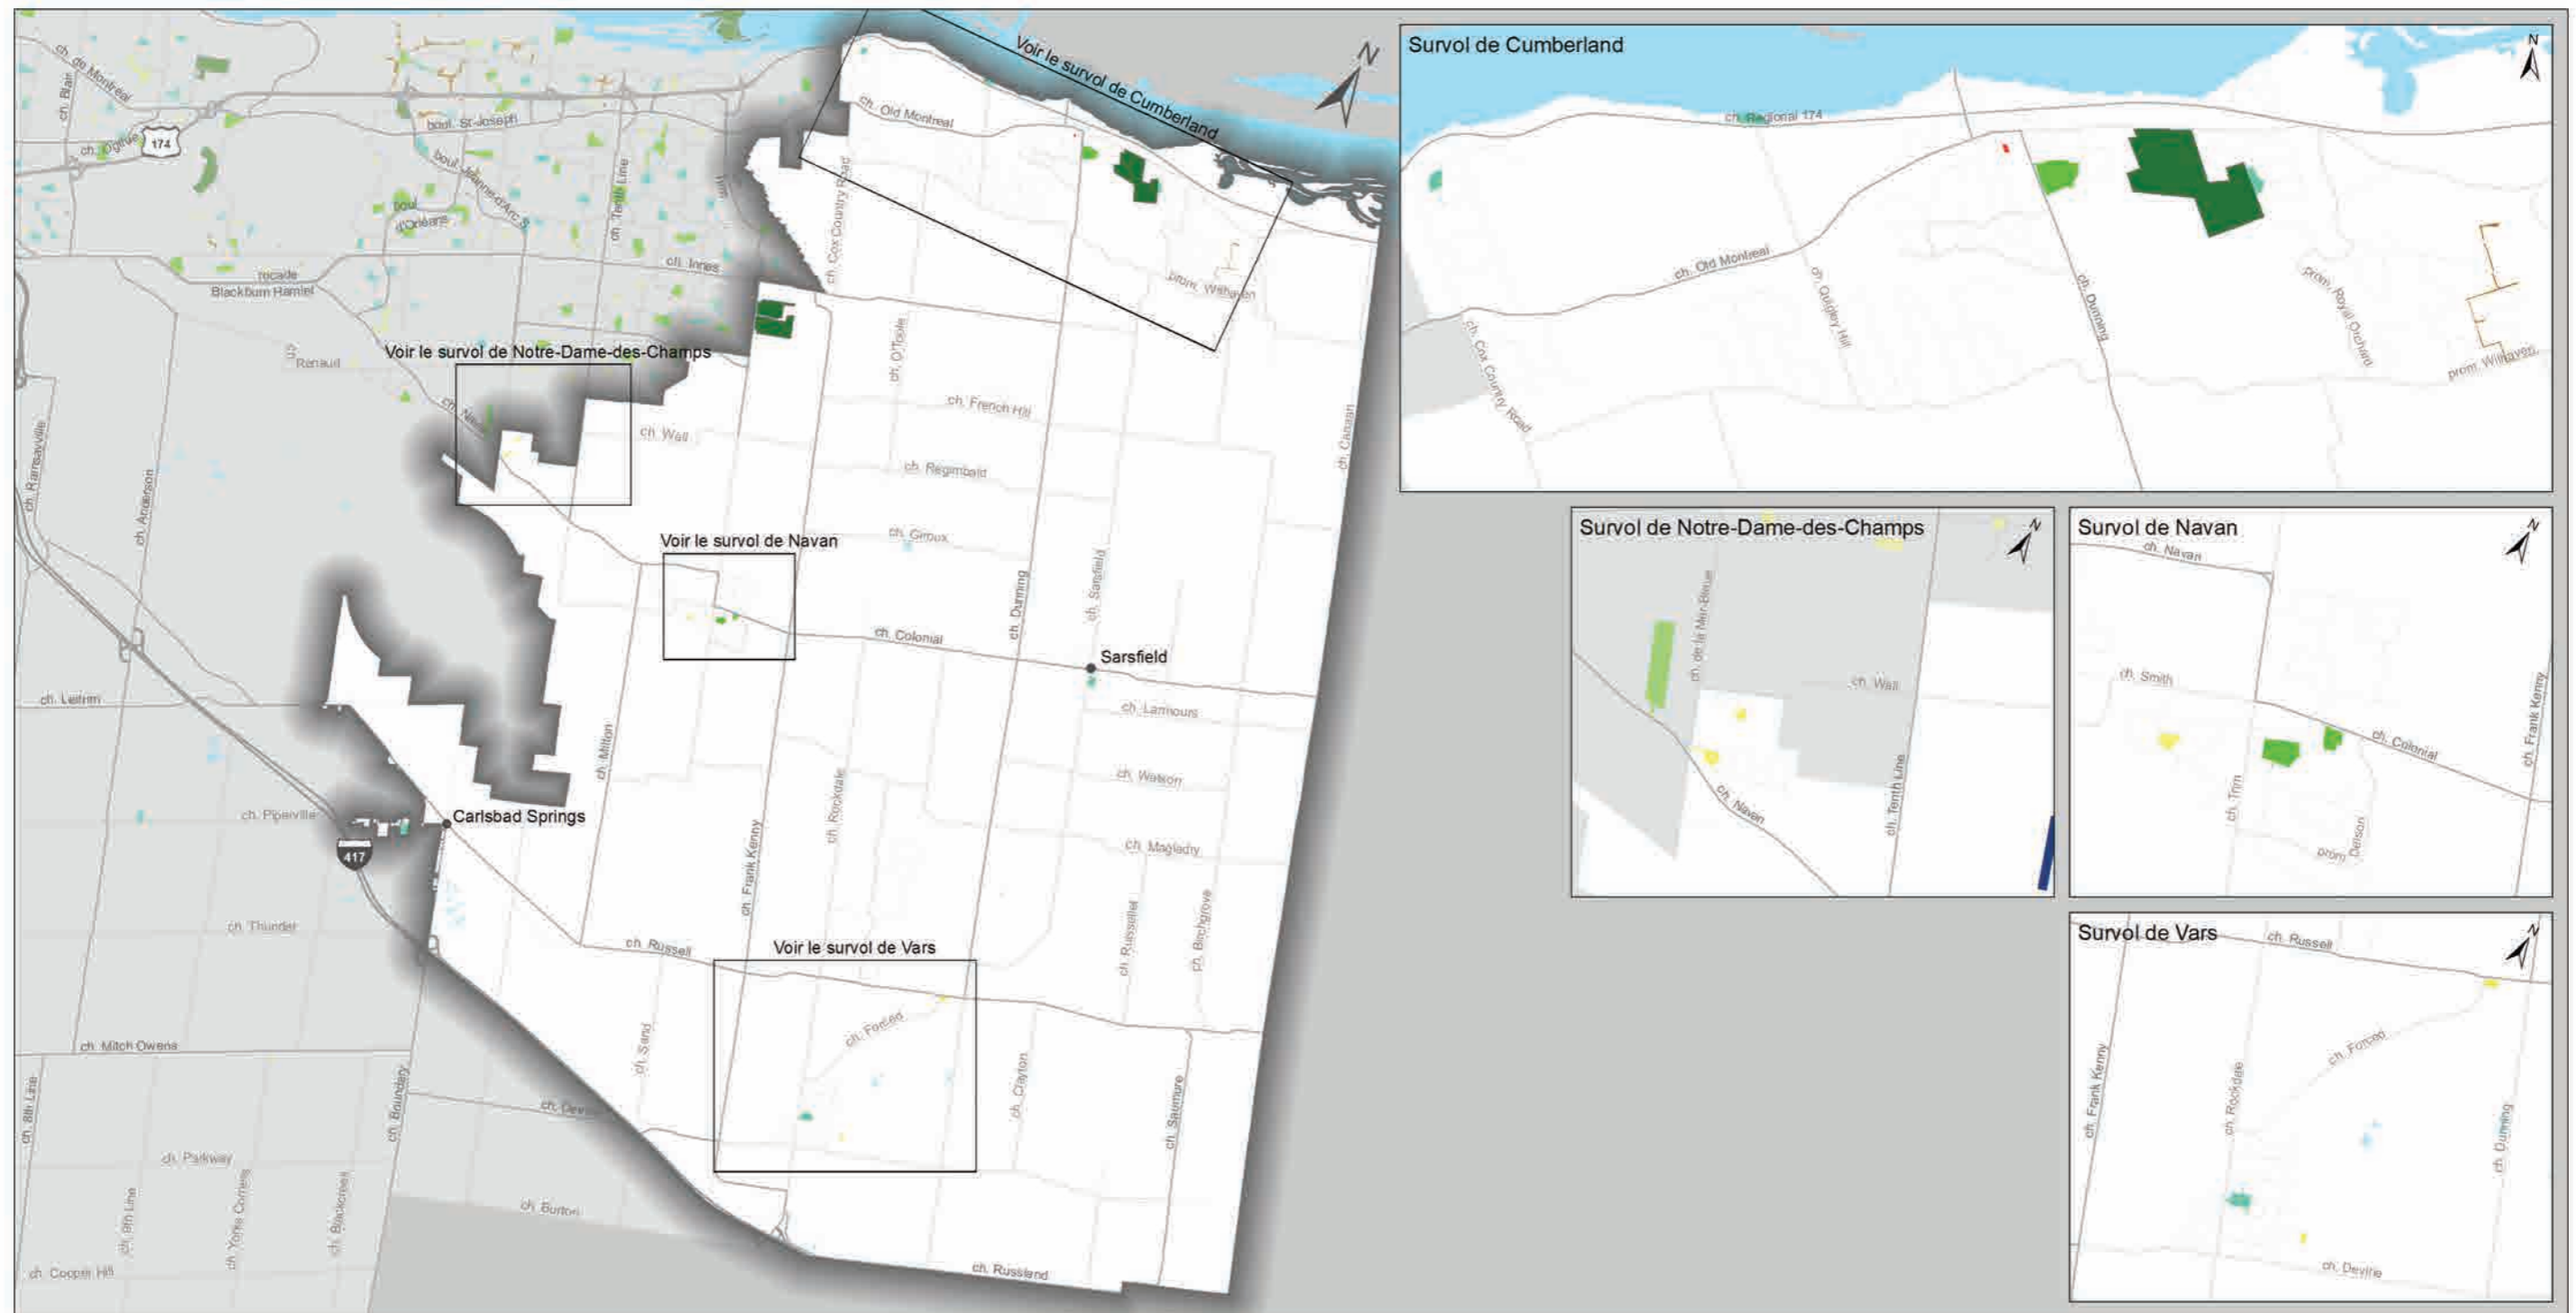 ch. de Montreal
ch. Blair
ch. Ogilvie
174
boul. St-Joseph
boul. Jeanne-d'Arc S.
boul
d'Orléans
ch. Tenth Line
Trim
ch. Innes
rocade
Blackburn Hamlet
Renaud
Voir le survol de Notre-Dame-des-Champs
ch. Wall
Voir le survol de Cumberland
N
ch. Old Montreal
ch. Cox Country Road
prom. Wilhaven
ch. O'Toole
ch. French Hill
ch. Regimbald
ch. Canaan
ch. Giroux
Voir le survol de Navan
ch. Dunning
ch. Sarsfield
ch. Colonial
Sarsfield
ch. Larmours
ch. Watson
ch. Magladry
ch. Ramsayville
ch. Anderson
ch. Leitrim
ch. Piperville
417
Carlsbad Springs
ch. Milton
ch. Rockdale
ch. Frank Kenny
ch. Thunder
ch. Russell
Voir le survol de Vars
ch. Ruissellet
ch. Birchgrove
ch. Forced
ch. Sand
ch. Clayton
ch. Saumure
ch. Mitch Owens
ch. 8th Line
ch. Boundary
ch. Parkway
ch. 9th Line
ch. Yorks Corners
ch. Blackcreek
ch. Burton
ch. Cooper Hill
ch. Russland
Survol de Cumberland
N
ch. Regional 174
ch. Old Montreal
ch. Quigley Hill
ch. Dunning
ch. Cox Country Road
prom. Royal Orchard
prom. Wilhaven
Survol de Notre-Dame-des-Champs
N
ch. de la Mer-Bleue
ch. Wall
ch. Navan
ch. Tenth Line
Survol de Navan
N
ch. Navan
ch. Smith
ch. Colonial
ch. Frank Kenny
ch. Trim
prom. Delson
Survol de Vars
N
ch. Russell
ch. Frank Kenny
ch. Rockdale
ch. Forced
ch. Dunning
ch. Devine